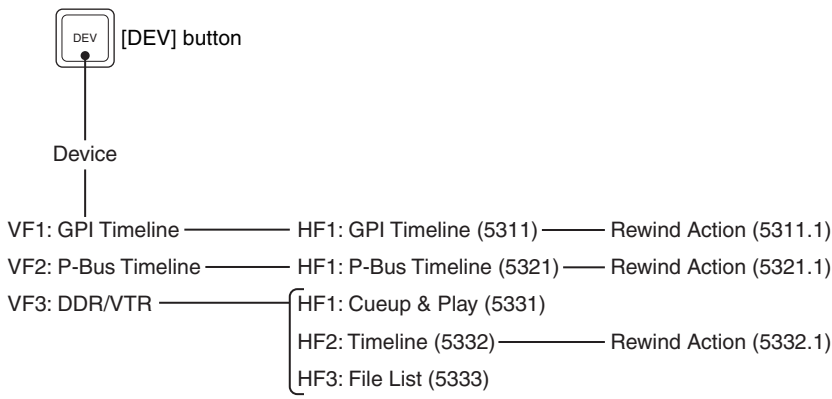 DEV [DEV] button
Device
VF1: GPI Timeline HF1: GPI Timeline (5311) Rewind Action (5311.1)
VF2: P-Bus Timeline HF1: P-Bus Timeline (5321) Rewind Action (5321.1)
VF3: DDR/VTR HF1: Cueup & Play (5331)
HF2: Timeline (5332) Rewind Action (5332.1)
HF3: File List (5333)